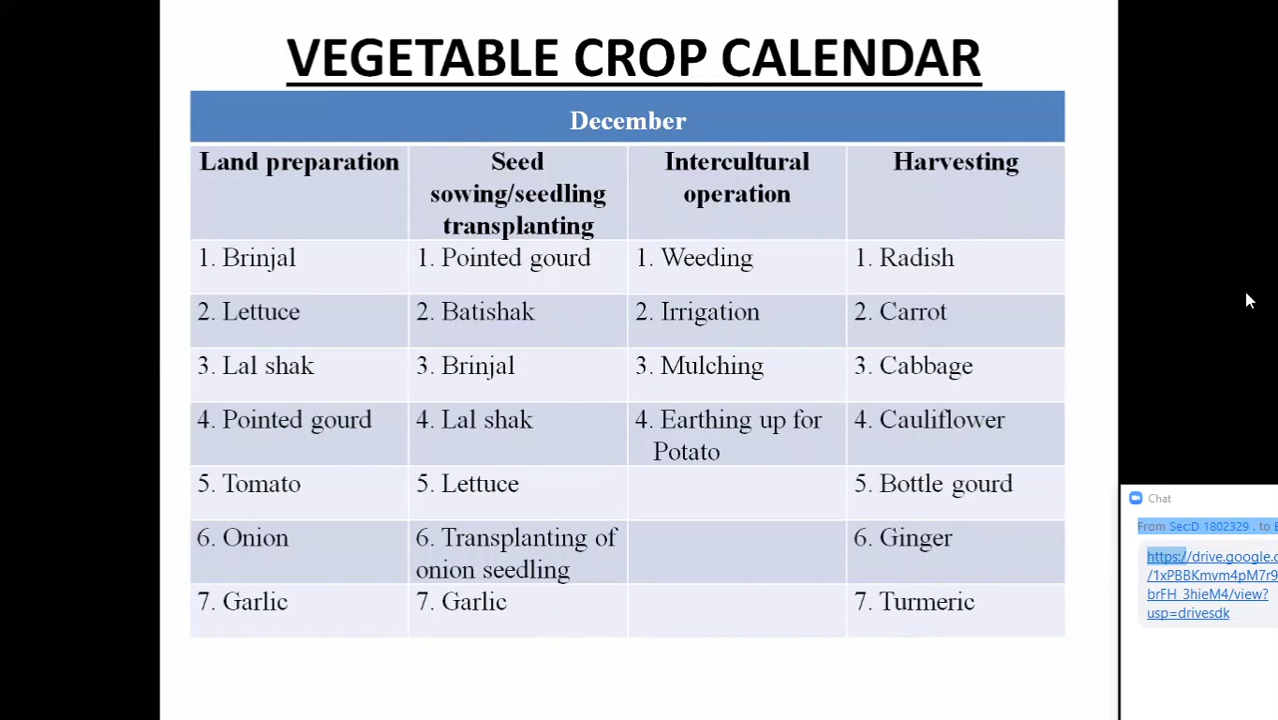 VEGETABLE CROP CALENDAR
December
Land preparation
Seed
sowing/seedling
transplanting
Intercultural
operation
Harvesting
1. Brinjal
1. Pointed gourd
1. Weeding
1. Radish
2. Lettuce
2. Batishak
2. Irrigation
2. Carrot
3. Lal shak
3. Brinjal
3. Mulching
3. Cabbage
4. Pointed gourd
4. Lal shak
4. Earthing up for
Potato
4. Cauliflower
5. Tomato
5. Lettuce
5. Bottle gourd
6. Onion
6. Transplanting of
onion seedling
6. Ginger
7. Garlic
7. Garlic
7. Turmeric
Chat
From Sec:D 1802329 . to
https://drive.google.c
/1xPBBKmvm4pM7r9
brFH_3hieM4/view?
usp=drivesdk